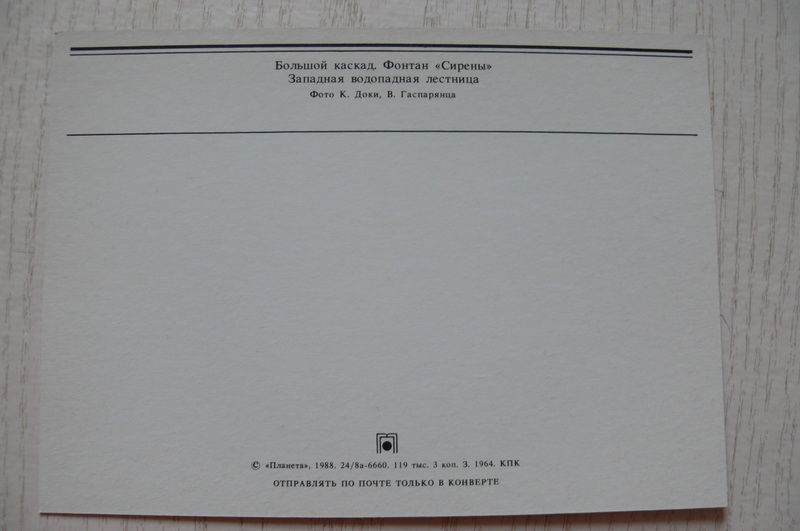 Большой каскад. Фонтан «Сирены»
Западная водопадная лестница
Фото К. Доки, В. Гаспарянца
© «Планета», 1988. 24/8а-6660. 119 тыс. 3 коп. З. 1964. КПК
ОТПРАВЛЯТЬ ПО ПОЧТЕ ТОЛЬКО В КОНВЕРТЕ